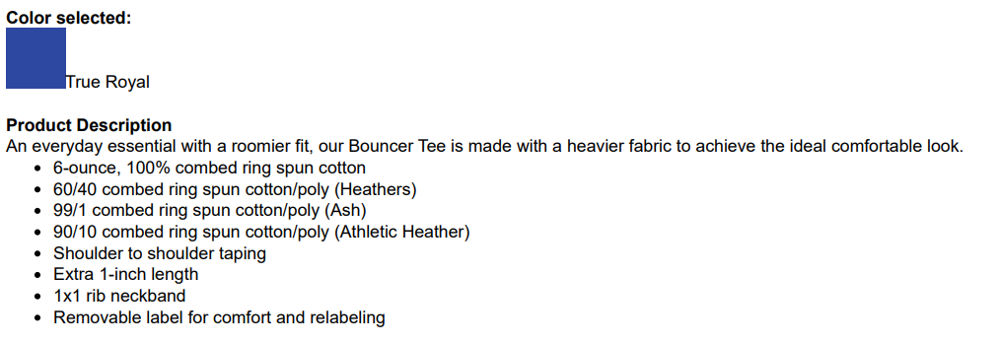 Color selected:
True Royal
Product Description
An everyday essential with a roomier fit, our Bouncer Tee is made with a heavier fabric to achieve the ideal comfortable look.
• 6-ounce, 100% combed ring spun cotton
• 60/40 combed ring spun cotton/poly (Heathers)
• 99/1 combed ring spun cotton/poly (Ash)
• 90/10 combed ring spun cotton/poly (Athletic Heather)
• Shoulder to shoulder taping
• Extra 1-inch length
• 1x1 rib neckband
• Removable label for comfort and relabeling